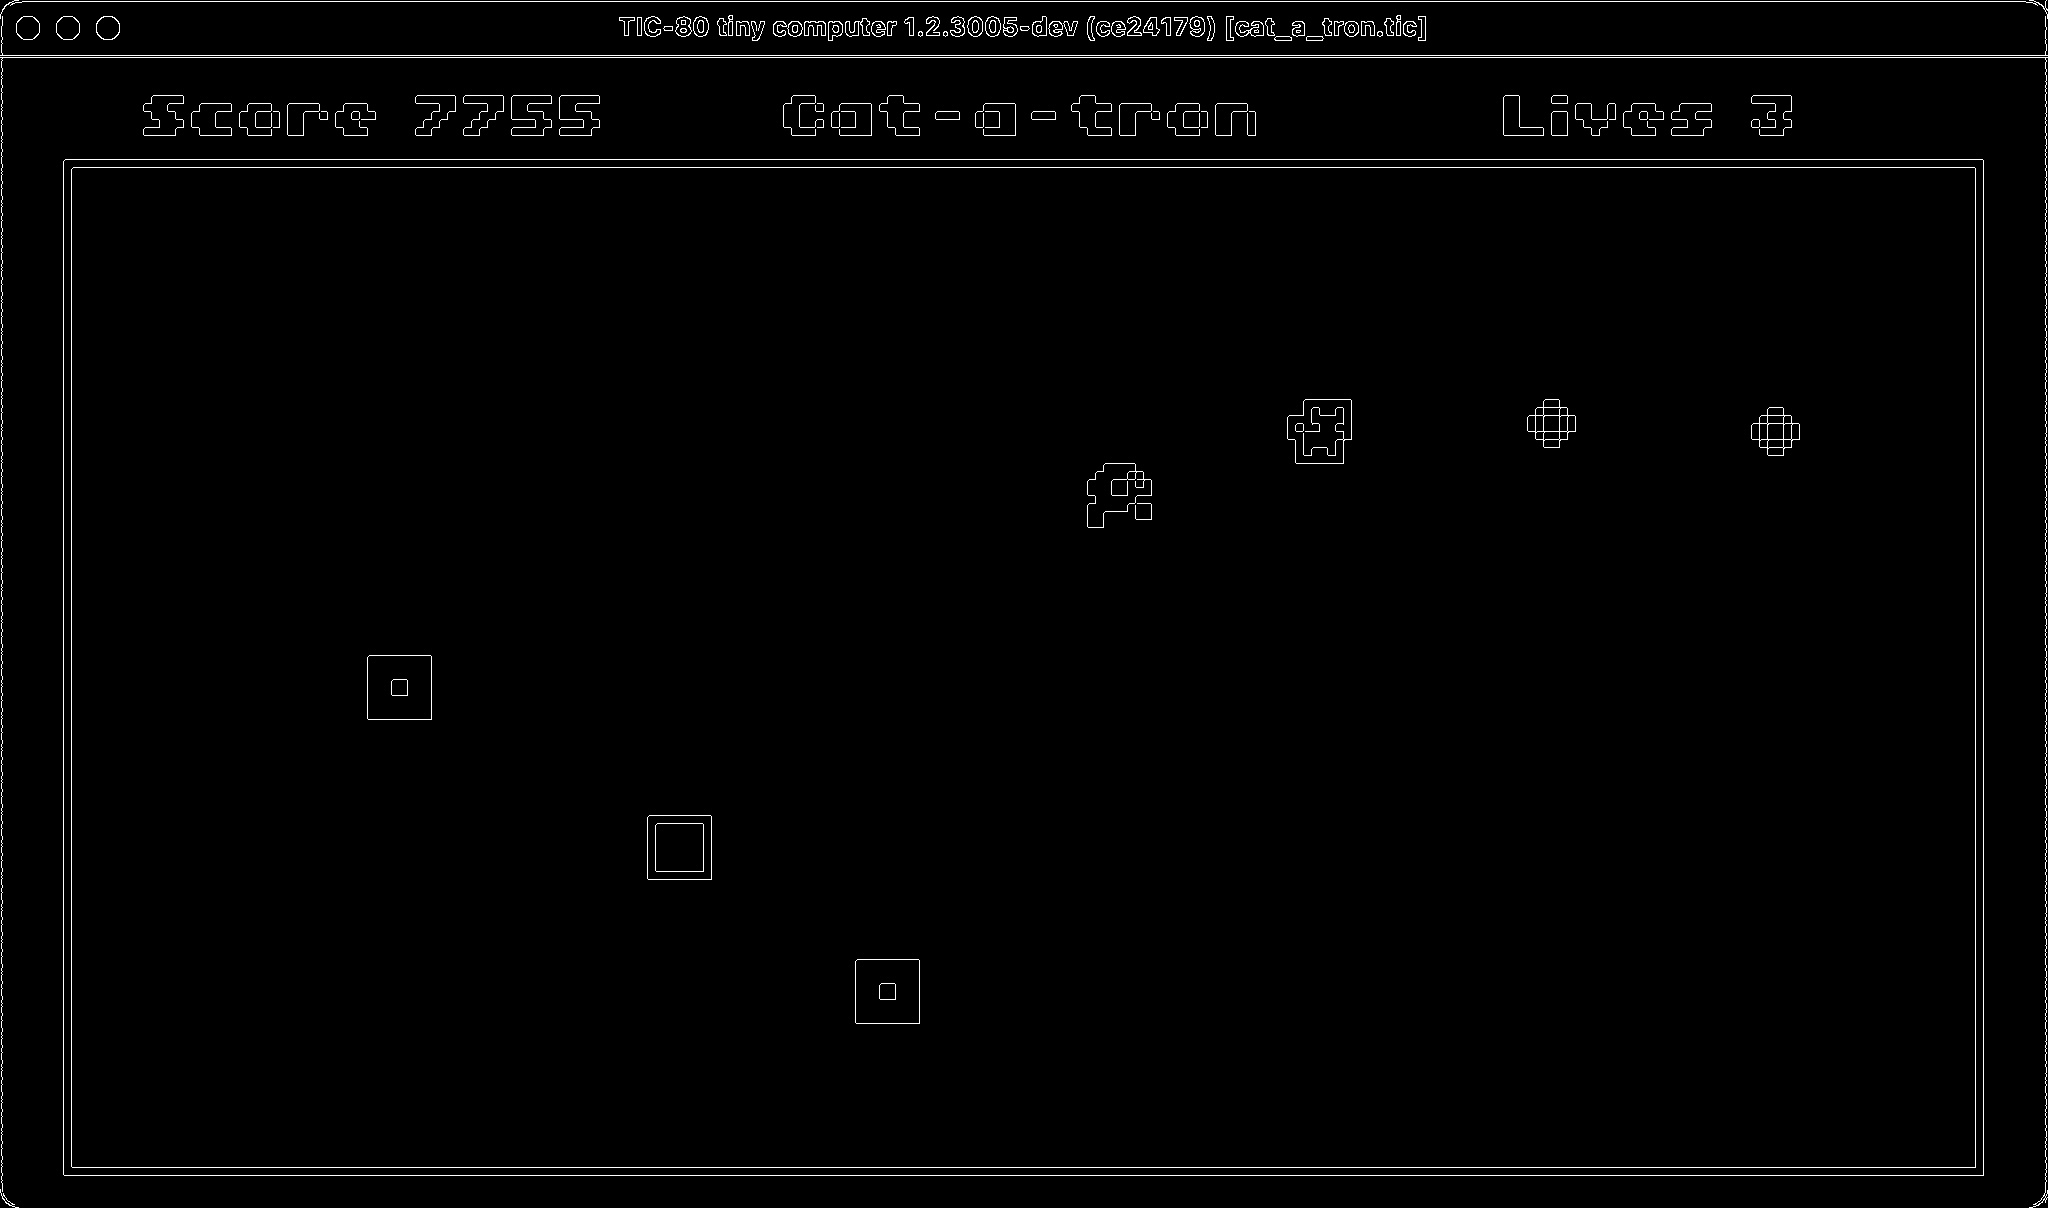 TIC-80 tiny computer 1.2.3005-dev (ce24179) [cat_a_tron.tic]
Score 7755 Cat-a-tron Lives 3